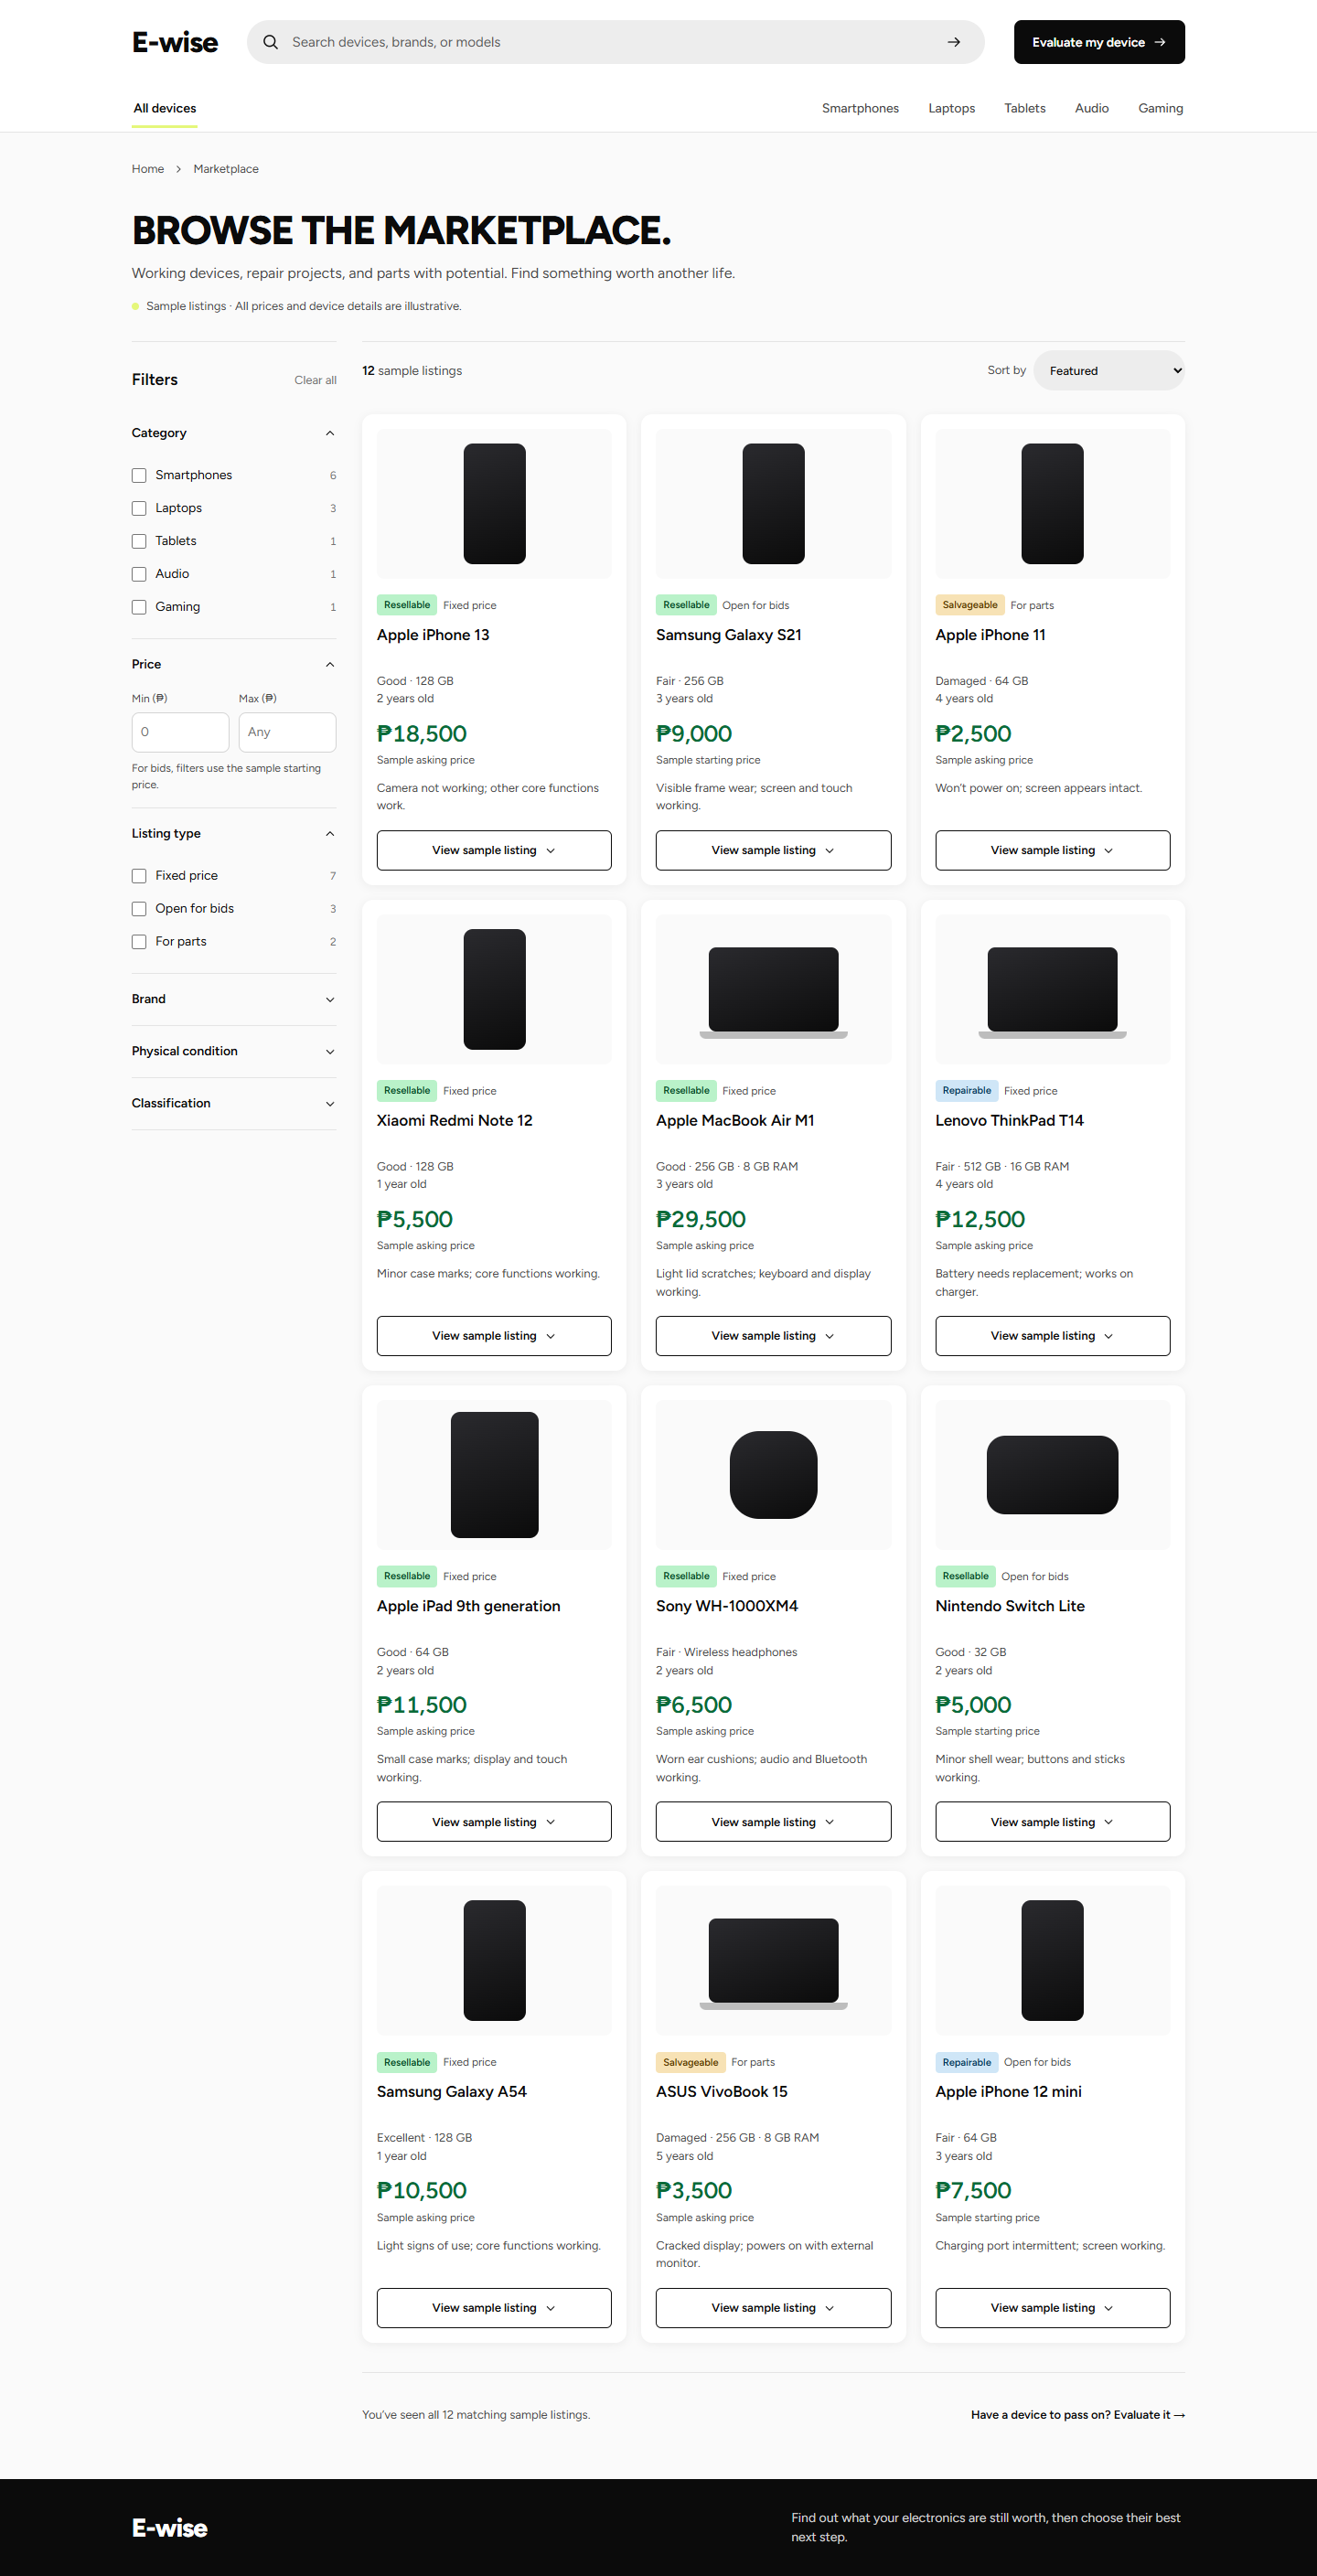 E-wise
Search devices, brands, or models
Evaluate my device →
All devices
Smartphones
Laptops
Tablets
Audio
Gaming
Home > Marketplace
BROWSE THE MARKETPLACE.
Working devices, repair projects, and parts with potential. Find something worth another life.
Sample listings · All prices and device details are illustrative.
Filters
Clear all
Category
Smartphones 6
Laptops 3
Tablets 1
Audio 1
Gaming 1
Price
Min (₱) Max (₱)
0 Any
For bids, filters use the sample starting
price.
Listing type
Fixed price 7
Open for bids 3
For parts 2
Brand
Physical condition
Classification
12 sample listings
Sort by Featured
Resellable Fixed price
Apple iPhone 13
Good · 128 GB
2 years old
₱18,500
Sample asking price
Camera not working; other core functions
work.
View sample listing
Resellable Open for bids
Samsung Galaxy S21
Fair · 256 GB
3 years old
₱9,000
Sample starting price
Visible frame wear; screen and touch
working.
View sample listing
Salvageable For parts
Apple iPhone 11
Damaged · 64 GB
4 years old
₱2,500
Sample asking price
Won't power on; screen appears intact.
View sample listing
Resellable Fixed price
Xiaomi Redmi Note 12
Good · 128 GB
1 year old
₱5,500
Sample asking price
Minor case marks; core functions working.
View sample listing
Resellable Fixed price
Apple MacBook Air M1
Good · 256 GB · 8 GB RAM
3 years old
₱29,500
Sample asking price
Light lid scratches; keyboard and display
working.
View sample listing
Repairable Fixed price
Lenovo ThinkPad T14
Fair · 512 GB · 16 GB RAM
4 years old
₱12,500
Sample asking price
Battery needs replacement; works on
charger.
View sample listing
Resellable Fixed price
Apple iPad 9th generation
Good · 64 GB
2 years old
₱11,500
Sample asking price
Small case marks; display and touch
working.
View sample listing
Resellable Fixed price
Sony WH-1000XM4
Fair · Wireless headphones
2 years old
₱6,500
Sample asking price
Worn ear cushions; audio and Bluetooth
working.
View sample listing
Resellable Open for bids
Nintendo Switch Lite
Good · 32 GB
2 years old
₱5,000
Sample starting price
Minor shell wear; buttons and sticks
working.
View sample listing
Resellable Fixed price
Samsung Galaxy A54
Excellent · 128 GB
1 year old
₱10,500
Sample asking price
Light signs of use; core functions working.
View sample listing
Salvageable For parts
ASUS VivoBook 15
Damaged · 256 GB · 8 GB RAM
5 years old
₱3,500
Sample asking price
Cracked display; powers on with external
monitor.
View sample listing
Repairable Open for bids
Apple iPhone 12 mini
Fair · 64 GB
3 years old
₱7,500
Sample starting price
Charging port intermittent; screen working.
View sample listing
You've seen all 12 matching sample listings.
Have a device to pass on? Evaluate it →
E-wise
Find out what your electronics are still worth, then choose their best
next step.